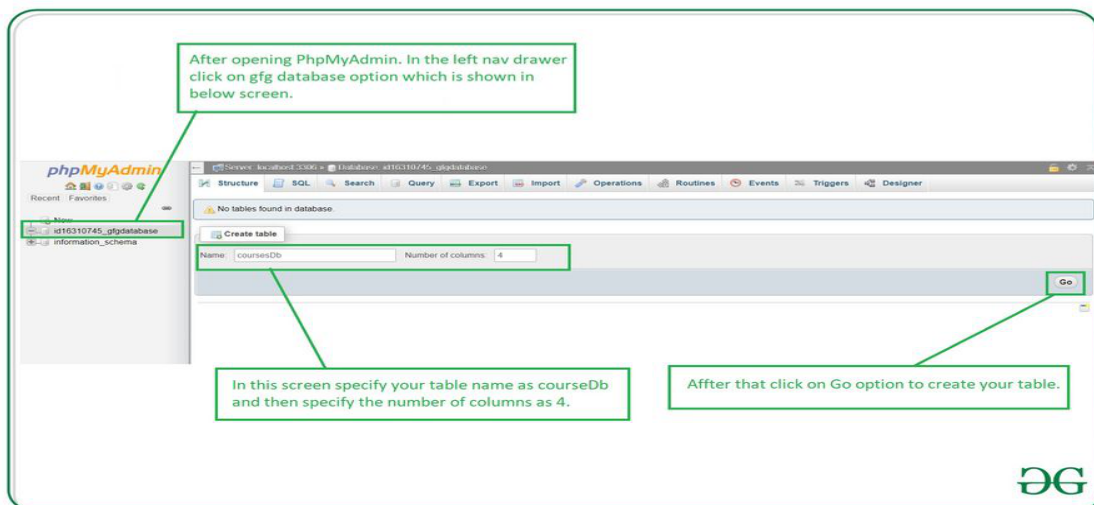 After opening PhpMyAdmin. In the left nav drawer
click on gfg database option which is shown in
below screen.
phpMyAdmin
Recent Favorites
New
id16310745_gfgdatabase
information_schema
Server: localhost:3306 » Database: id16310745_gfgdatabase
Structure SQL Search Query Export Import Operations Routines Events Triggers Designer
No tables found in database.
Create table
Name: coursesDb Number of columns: 4
Go
In this screen specify your table name as courseDb
and then specify the number of columns as 4.
Affter that click on Go option to create your table.